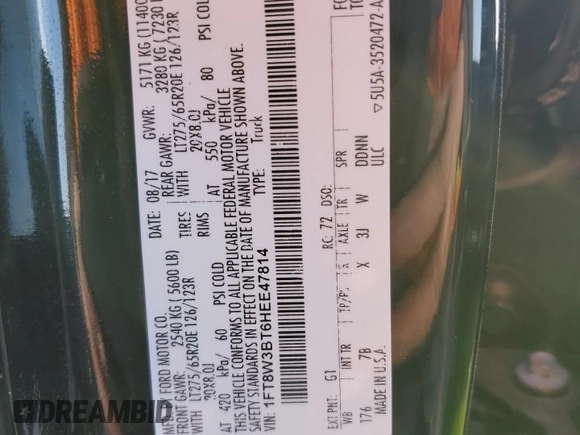 MFD BY FORD MOTOR CO.
DATE: 08/17 GVWR: 5171 KG (11400
FRONT GAWR: 2540 KG (5600 LB) REAR GAWR: 3280 KG (7230
WITH LT275/65R20E 126/123R TIRES WITH LT275/65R20E 126/123R
20X8.0J RIMS 20X8.0J
AT 420 kPa/ 60 PSI COLD AT 550 kPa/ 80 PSI COLD
THIS VEHICLE CONFORMS TO ALL APPLICABLE FEDERAL MOTOR VEHICLE
SAFETY STANDARDS IN EFFECT ON THE DATE OF MANUFACTURE SHOWN ABOVE.
VIN: 1FT8W3BT6HEE47814 TYPE: Truck
EXT PNT: G1 RC: 72 DSO:
WB INT TR TP/PS R AXLE TR SPR
176 7B X 3J W DDNN
ULC
MADE IN U.S.A. ▽5U5A-3520472-A
DREAMBID